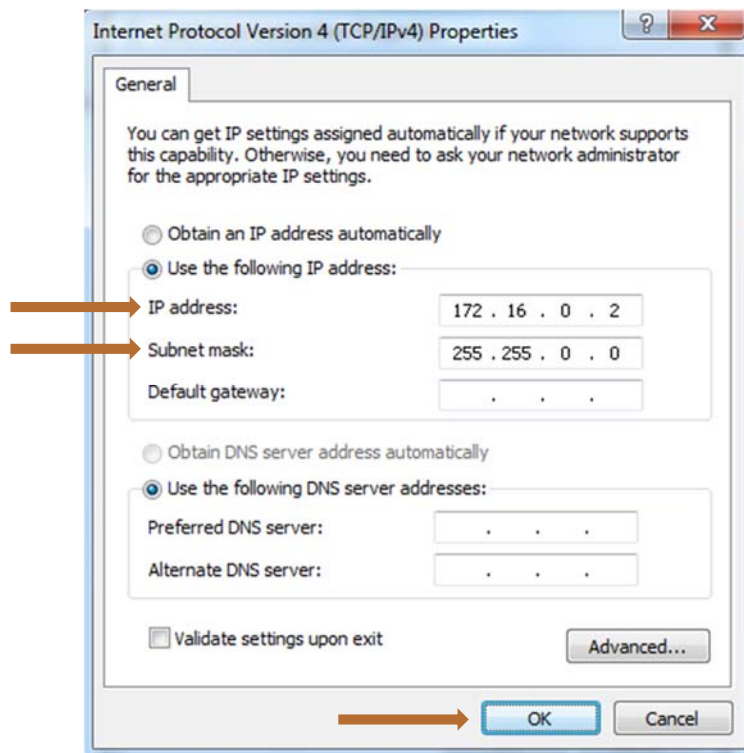 Internet Protocol Version 4 (TCP/IPv4) Properties
General
You can get IP settings assigned automatically if your network supports
this capability. Otherwise, you need to ask your network administrator
for the appropriate IP settings.
Obtain an IP address automatically
Use the following IP address:
IP address: 172 . 16 . 0 . 2
Subnet mask: 255 . 255 . 0 . 0
Default gateway: . . .
Obtain DNS server address automatically
Use the following DNS server addresses:
Preferred DNS server: . . .
Alternate DNS server: . . .
Validate settings upon exit
Advanced...
OK Cancel